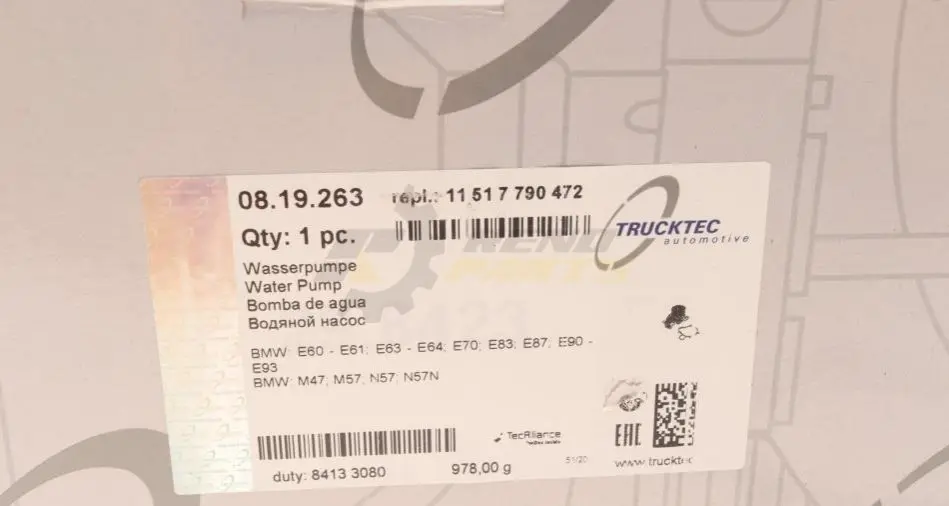 08.19.263 repl.: 11 51 7 790 472
Qty: 1 pc.
TRUCKTEC
automotive
Wasserpumpe
Water Pump
Bomba de agua
Водяной насос
BMW: E60 - E61; E63 - E64; E70; E83; E87; E90 -
E93
BMW: M47; M57; N57; N57N
TecAlliance
EAC
duty: 8413 3080
978,00 g
51/20
www.trucktec